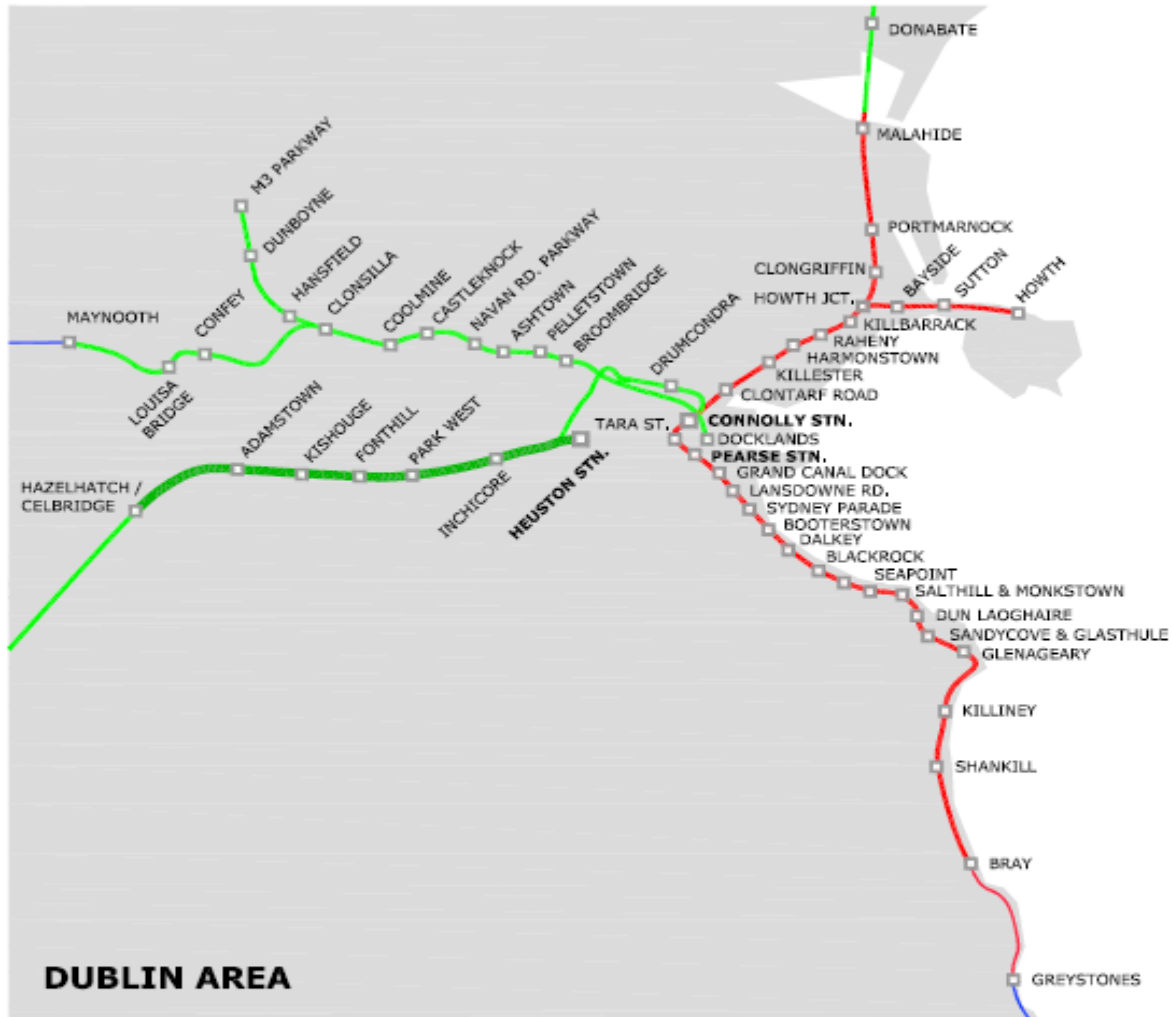 DONABATE
MALAHIDE
M3 PARKWAY
DUNBOYNE
PORTMARNOCK
HANSFIELD
CLONSILLA
COOLMINE
CASTLEKNOCK
NAVAN RD. PARKWAY
ASHTOWN
PELLETSTOWN
BROOMBRIDGE
CLONGRIFFIN
BAYSIDE
SUTTON
HOWTH
HOWTH JCT.
MAYNOOTH
CONFEY
DRUMCONDRA
KILLBARRACK
RAHENY
HARMONSTOWN
KILLESTER
CLONTARF ROAD
LOUISA
BRIDGE
ADAMSTOWN
KISHOUGE
FONTHILL
PARK WEST
TARA ST.
CONNOLLY STN.
DOCKLANDS
PEARSE STN.
GRAND CANAL DOCK
HAZELHATCH /
CELBRIDGE
INCHICORE
HEUSTON STN.
LANSDOWNE RD.
SYDNEY PARADE
BOOTERSTOWN
DALKEY
BLACKROCK
SEAPOINT
SALTHILL & MONKSTOWN
DUN LAOGHAIRE
SANDYCOVE & GLASTHULE
GLENAGEARY
KILLINEY
SHANKILL
BRAY
DUBLIN AREA
GREYSTONES